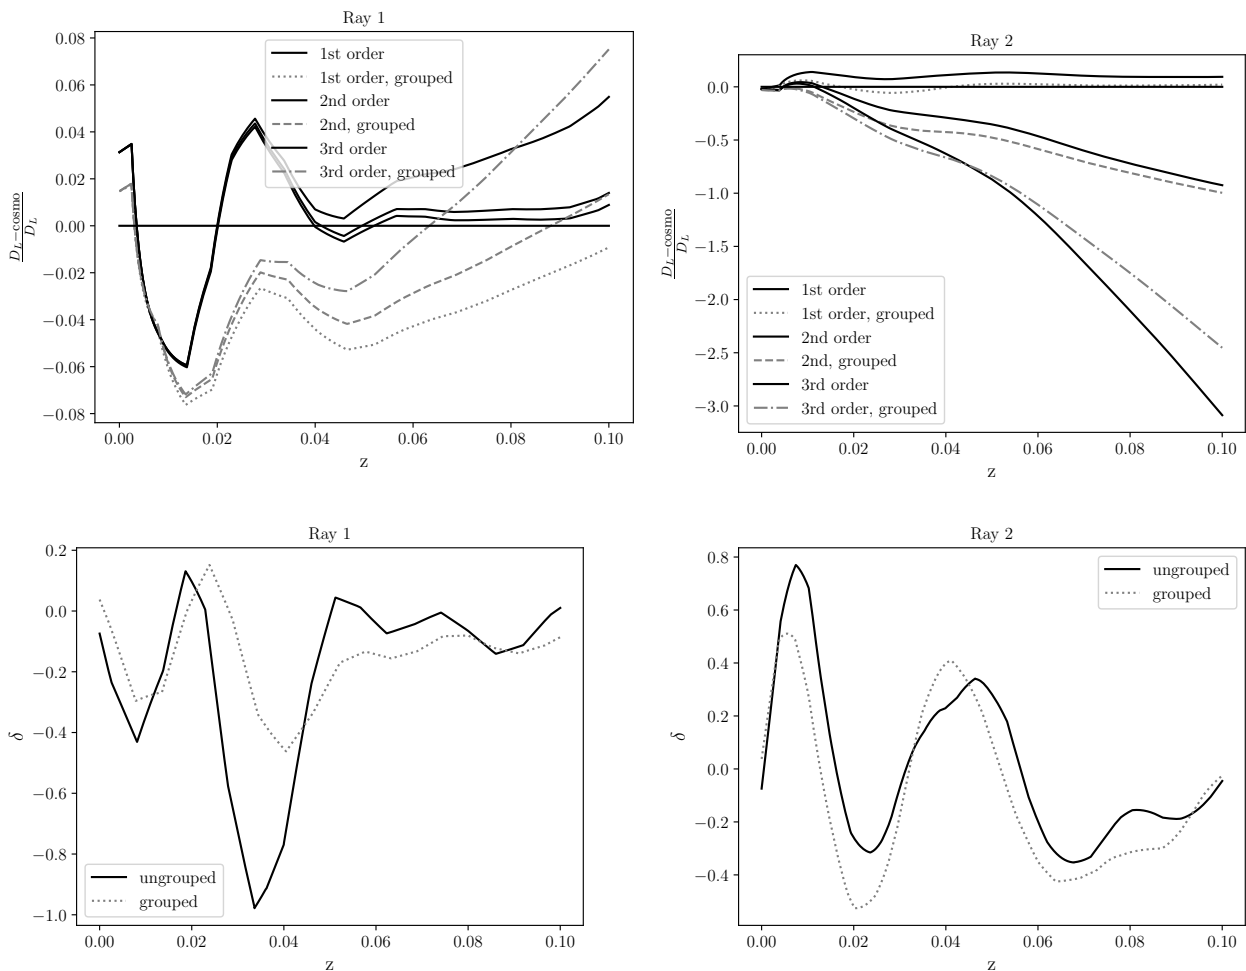 Ray 1
0.08
0.06
0.04
0.02
0.00
−0.02
−0.04
−0.06
−0.08
D_L−cosmo
D_L
1st order
1st order, grouped
2nd order
2nd, grouped
3rd order
3rd order, grouped
0.00 0.02 0.04 0.06 0.08 0.10
z
Ray 2
0.0
−0.5
−1.0
−1.5
−2.0
−2.5
−3.0
D_L−cosmo
D_L
1st order
1st order, grouped
2nd order
2nd, grouped
3rd order
3rd order, grouped
0.00 0.02 0.04 0.06 0.08 0.10
z
Ray 1
0.2
0.0
−0.2
−0.4
−0.6
−0.8
−1.0
δ
ungrouped
grouped
0.00 0.02 0.04 0.06 0.08 0.10
z
Ray 2
0.8
0.6
0.4
0.2
0.0
−0.2
−0.4
δ
ungrouped
grouped
0.00 0.02 0.04 0.06 0.08 0.10
z